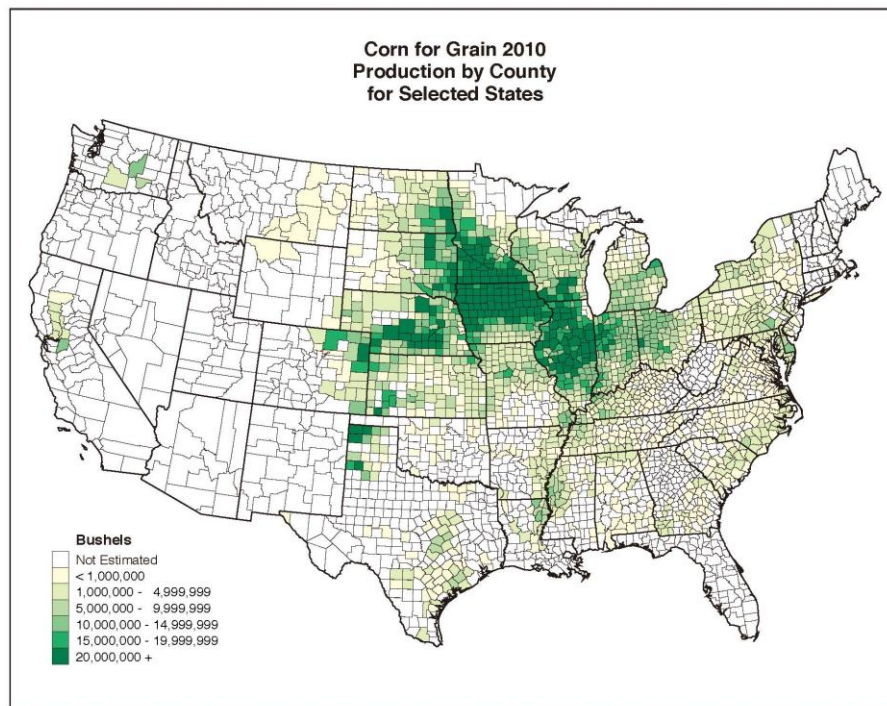 Corn for Grain 2010
Production by County
for Selected States
Bushels
Not Estimated
< 1,000,000
1,000,000 - 4,999,999
5,000,000 - 9,999,999
10,000,000 - 14,999,999
15,000,000 - 19,999,999
20,000,000 +